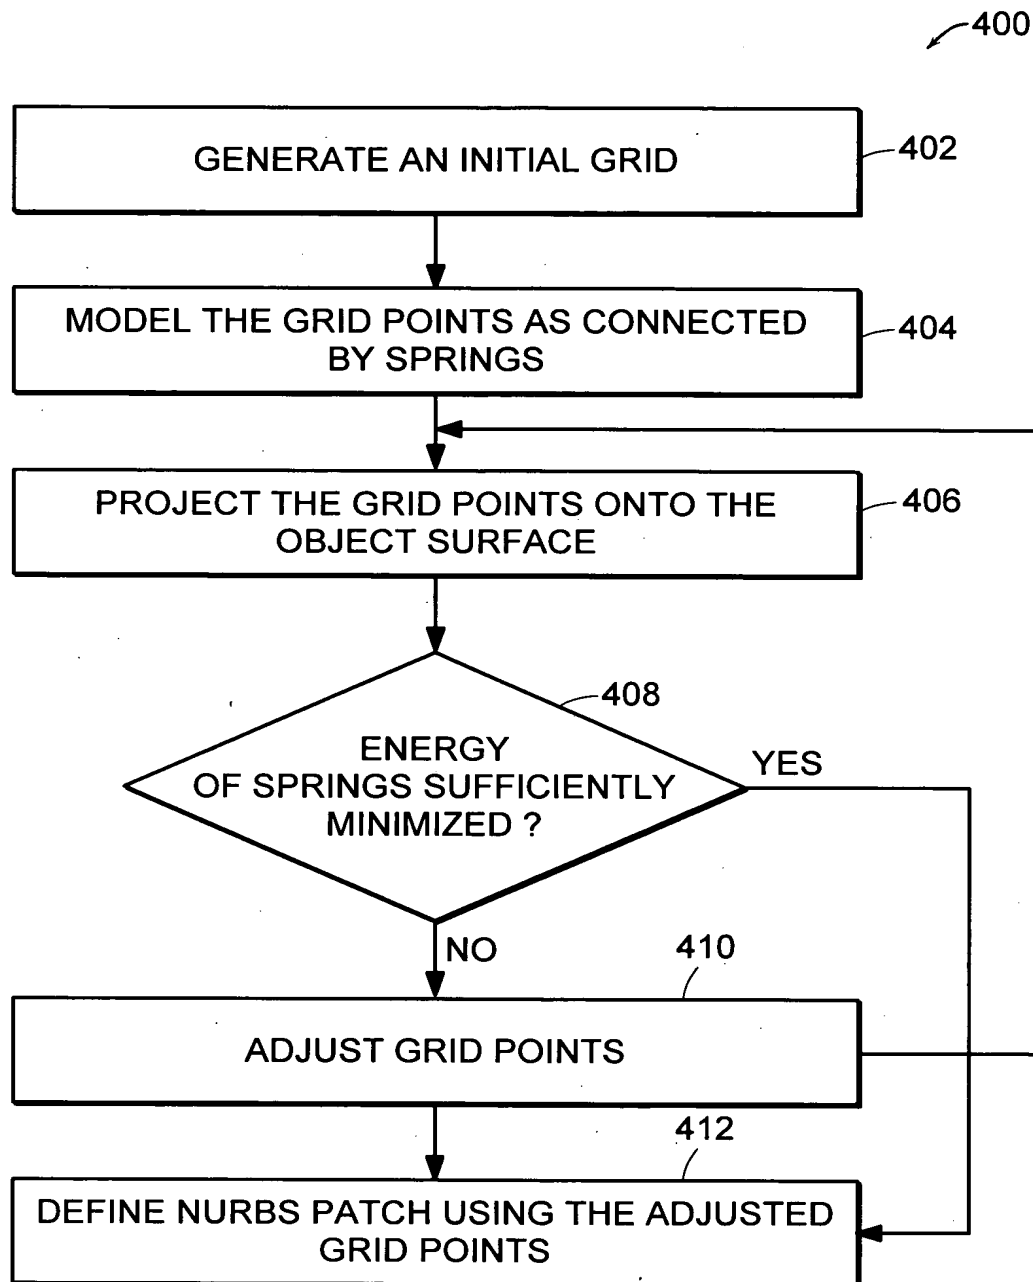 400
GENERATE AN INITIAL GRID
402
MODEL THE GRID POINTS AS CONNECTED
BY SPRINGS
404
PROJECT THE GRID POINTS ONTO THE
OBJECT SURFACE
406
408
ENERGY
OF SPRINGS SUFFICIENTLY
MINIMIZED ?
YES
NO
410
ADJUST GRID POINTS
412
DEFINE NURBS PATCH USING THE ADJUSTED
GRID POINTS